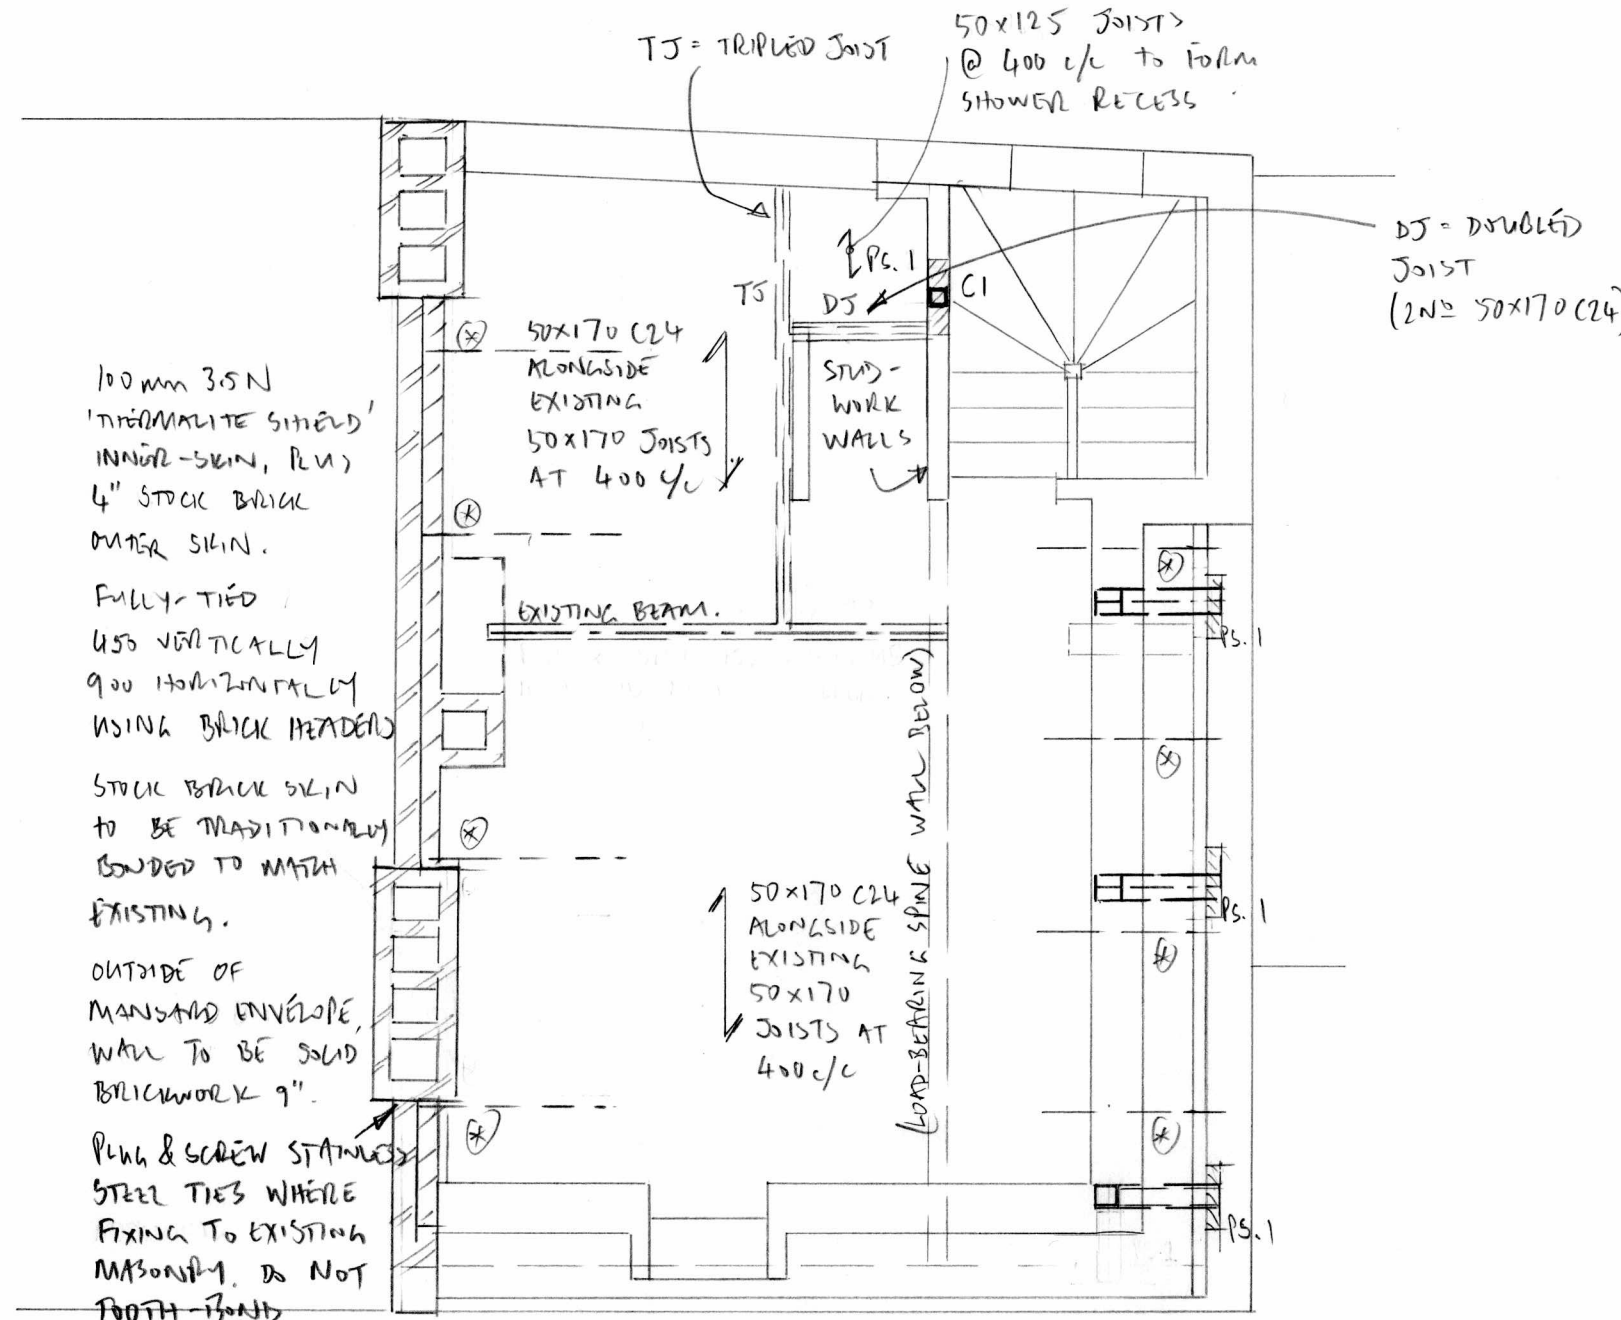 TJ = TRIPLED JOIST
50x125 JOISTS
@ 400 c/c to FORM
SHOWER RECESS
DJ = DOUBLED
JOIST
(2Nº 50x170 C24)
PS.1
TJ
DJ
C1
50x170 C24
ALONGSIDE
EXISTING
50x170 JOISTS
AT 400 c/c
STUD-
WORK
WALLS
100mm 3.5N
'THERMALITE SHIELD'
INNER-SKIN, PLUS
4" STOCK BRICK
OUTER SKIN.
FULLY-TIED
450 VERTICALLY
900 HORIZONTALLY
USING BRICK HEADERS
STOCK BRICK SKIN
to BE TRADITIONALLY
BONDED TO MATCH
EXISTING.
OUTSIDE OF
MANSARD ENVELOPE,
WALL TO BE SOLID
BRICKWORK 9".
PLUG & SCREW STAINLESS
STEEL TIES WHERE
FIXING TO EXISTING
MASONRY. DO NOT
TOOTH-BOND
EXISTING BEAM.
(LOAD-BEARING SPINE WALL BELOW)
50x170 C24
ALONGSIDE
EXISTING
50x170
JOISTS AT
400 c/c
PS.1
PS.1
PS.1